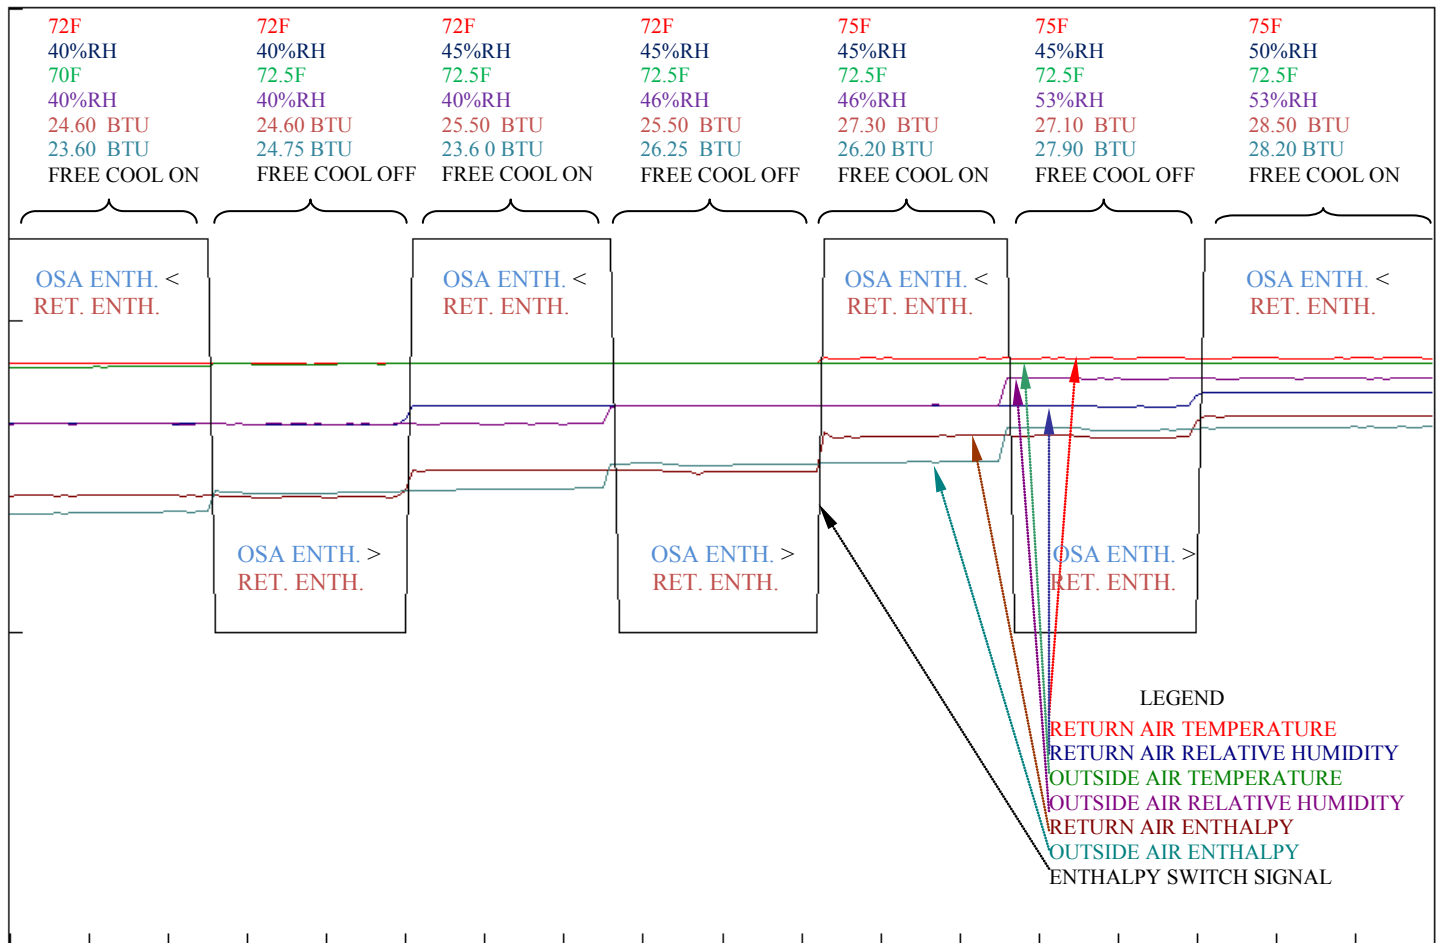 72F
40%RH
70F
40%RH
24.60 BTU
23.60 BTU
FREE COOL ON
72F
40%RH
72.5F
40%RH
24.60 BTU
24.75 BTU
FREE COOL OFF
72F
45%RH
72.5F
40%RH
25.50 BTU
23.6 0 BTU
FREE COOL ON
72F
45%RH
72.5F
46%RH
25.50 BTU
26.25 BTU
FREE COOL OFF
75F
45%RH
72.5F
46%RH
27.30 BTU
26.20 BTU
FREE COOL ON
75F
45%RH
72.5F
53%RH
27.10 BTU
27.90 BTU
FREE COOL OFF
75F
50%RH
72.5F
53%RH
28.50 BTU
28.20 BTU
FREE COOL ON
OSA ENTH. <
RET. ENTH.
OSA ENTH. <
RET. ENTH.
OSA ENTH. <
RET. ENTH.
OSA ENTH. <
RET. ENTH.
OSA ENTH. >
RET. ENTH.
OSA ENTH. >
RET. ENTH.
OSA ENTH. >
RET. ENTH.
LEGEND
RETURN AIR TEMPERATURE
RETURN AIR RELATIVE HUMIDITY
OUTSIDE AIR TEMPERATURE
OUTSIDE AIR RELATIVE HUMIDITY
RETURN AIR ENTHALPY
OUTSIDE AIR ENTHALPY
ENTHALPY SWITCH SIGNAL